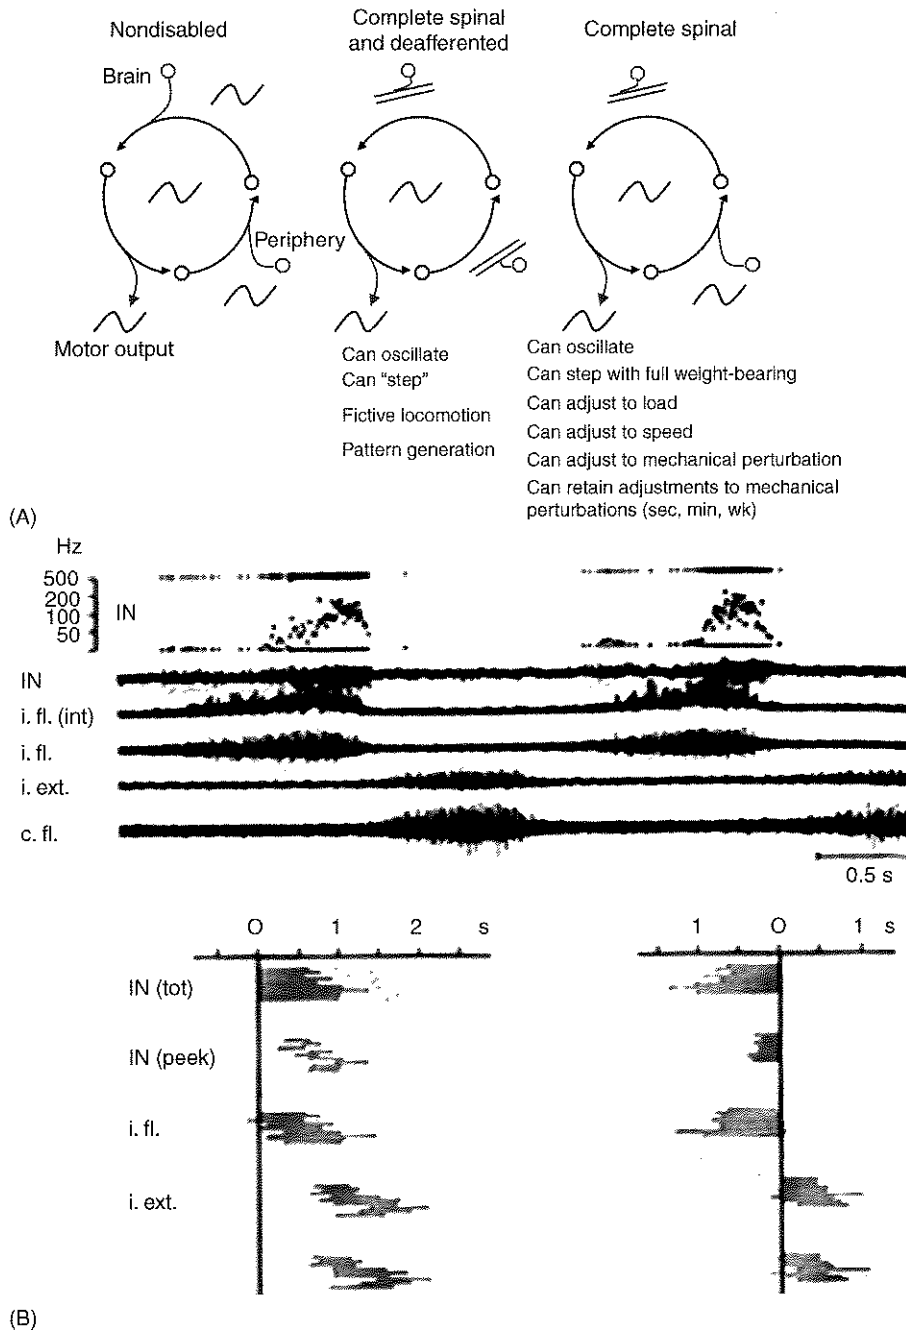 Nondisabled
Complete spinal
and deafferented
Complete spinal
Brain
Periphery
Motor output
Can oscillate
Can "step"
Fictive locomotion
Pattern generation
Can oscillate
Can step with full weight-bearing
Can adjust to load
Can adjust to speed
Can adjust to mechanical perturbation
Can retain adjustments to mechanical
perturbations (sec, min, wk)
(A)
Hz
500
200
100
50
IN
IN
i. fl. (int)
i. fl.
i. ext.
c. fl.
0.5 s
O 1 2 s
1 O 1 s
IN (tot)
IN (peek)
i. fl.
i. ext.
(B)